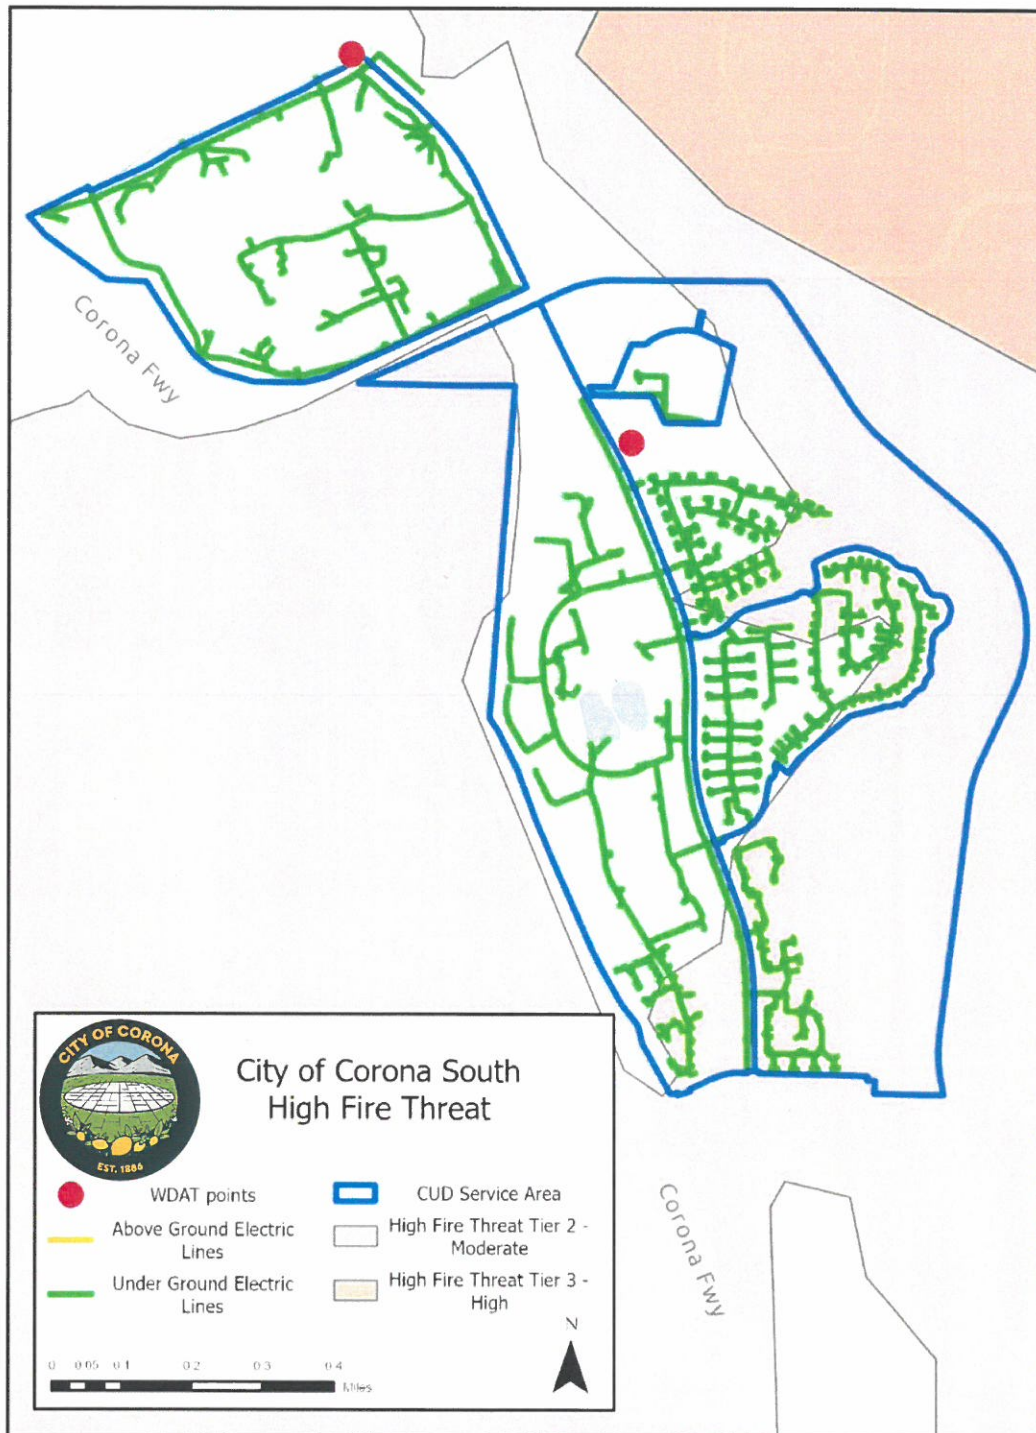 Corona Fwy
CITY OF CORONA
EST. 1886
City of Corona South
High Fire Threat
WDAT points
CUD Service Area
Above Ground Electric
Lines
High Fire Threat Tier 2 -
Moderate
Under Ground Electric
Lines
High Fire Threat Tier 3 -
High
N
0 0.05 0.1 0.2 0.3 0.4
Miles
Corona Fwy